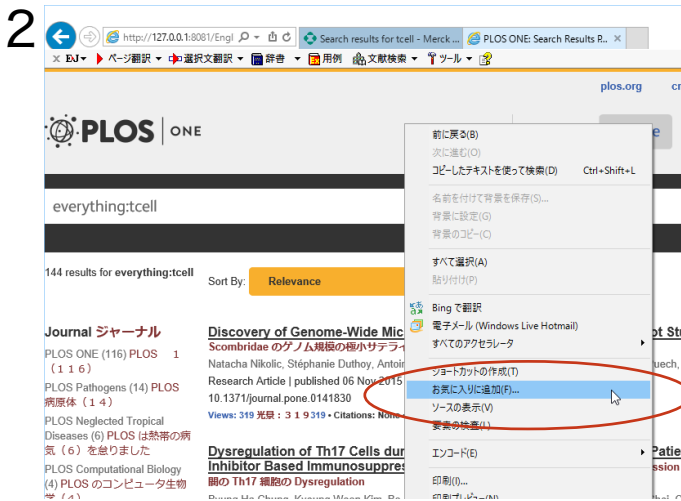 2
http://127.0.0.1:8081/Engl
Search results for tcell - Merck ...
PLOS ONE: Search Results P...
× EJ ▶ ページ翻訳 選択文翻訳 辞書 用例 文献検索 ツール
plos.org
PLOS ONE
everything:tcell
144 results for everything:tcell
Sort By:
Relevance
Journal ジャーナル
PLOS ONE (116) PLOS 1
(116)
PLOS Pathogens (14) PLOS
病原体(14)
PLOS Neglected Tropical
Diseases (6) PLOS は熱帯の病
気(6)を怠りました
PLOS Computational Biology
(4) PLOS のコンピュータ生物
学(4)
Discovery of Genome-Wide Mic
Scombridae のゲノム規模の極小サテライ
Natacha Nikolic, Stéphanie Duthoy, Antoin
Research Article | published 06 Nov 2015
10.1371/journal.pone.0141830
Views: 319 光景:319319 • Citations: None
Dysregulation of Th17 Cells dur
Inhibitor Based Immunosuppres
間の Th17 細胞の Dysregulation
前に戻る(B)
次に進む(O)
コピーしたテキストを使って検索(D) Ctrl+Shift+L
名前を付けて背景を保存(S)...
背景に設定(G)
背景のコピー(C)
すべて選択(A)
貼り付け(P)
Bing で翻訳
電子メール (Windows Live Hotmail)
すべてのアクセラレータ
ショートカットの作成(T)
お気に入りに追加(F)...
ソースの表示(V)
要素の検査(L)
エンコード(E)
印刷(I)...
印刷プレビュー(N)...
ot Stu
uech,
Patie
ssion